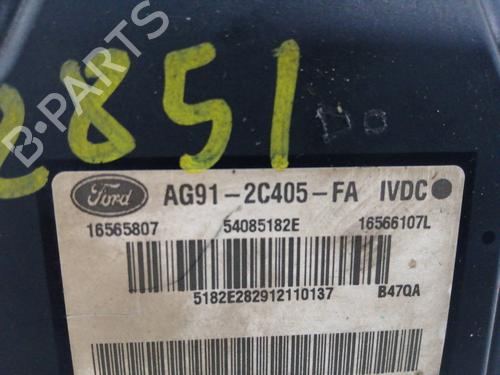 2851
B-PARTS
Ford AG91-2C405-FA IVDC
16565807 54085182E 16566107L
5182E282912110137 B47QA